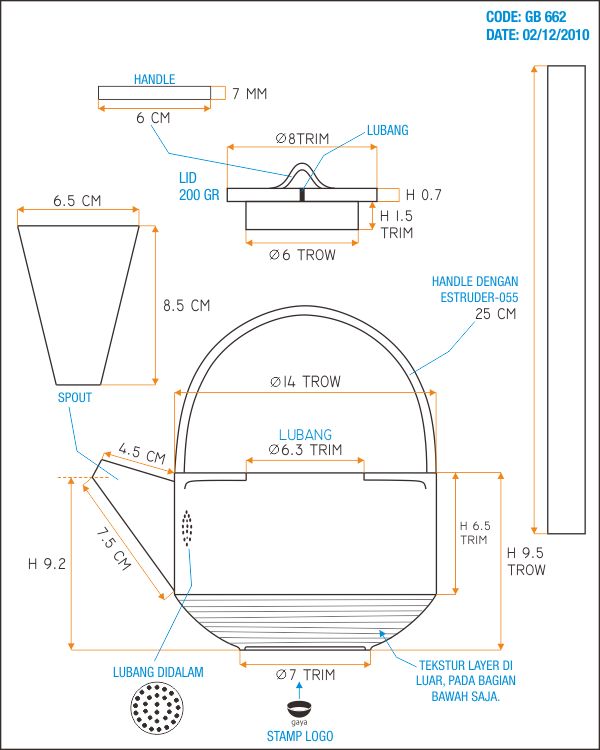 CODE: GB 662
DATE: 02/12/2010
HANDLE
7 MM
6 CM
Ø8TRIM
LUBANG
LID
200 GR
H 0.7
H 1.5
TRIM
Ø6 TROW
6.5 CM
8.5 CM
SPOUT
HANDLE DENGAN
ESTRUDER-055
25 CM
Ø14 TROW
LUBANG
Ø6.3 TRIM
4.5 CM
7.5 CM
H 9.2
H 6.5
TRIM
H 9.5
TROW
LUBANG DIDALAM
Ø7 TRIM
TEKSTUR LAYER DI
LUAR, PADA BAGIAN
BAWAH SAJA.
gaya
STAMP LOGO